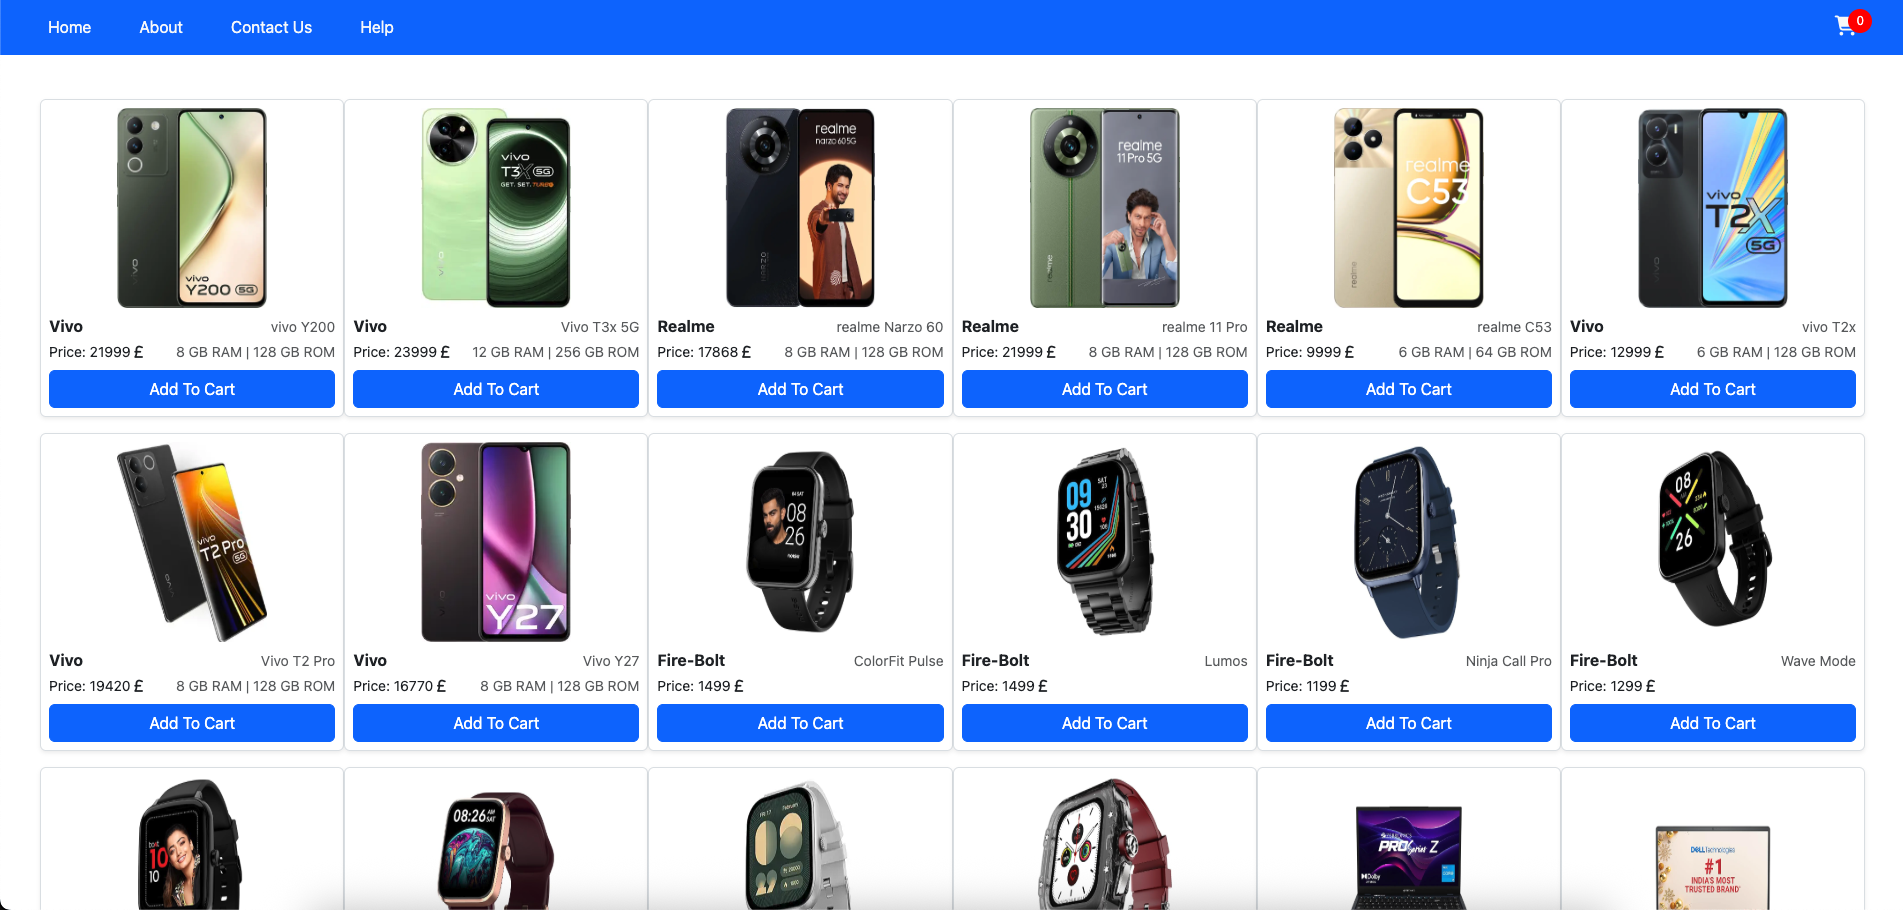 Home About Contact Us Help 0
realme
narzo 60 5G
vivo
T3X 5G
GET. SET. TURBO
realme
11 Pro 5G
realme
C53
vivo
T2X
5G
vivo
Y200 5G
vivo
NARZO
realme
realme
Vivo vivo Y200
Price: 21999 £ 8 GB RAM | 128 GB ROM
Add To Cart
Vivo Vivo T3x 5G
Price: 23999 £ 12 GB RAM | 256 GB ROM
Add To Cart
Realme realme Narzo 60
Price: 17868 £ 8 GB RAM | 128 GB ROM
Add To Cart
Realme realme 11 Pro
Price: 21999 £ 8 GB RAM | 128 GB ROM
Add To Cart
Realme realme C53
Price: 9999 £ 6 GB RAM | 64 GB ROM
Add To Cart
Vivo vivo T2x
Price: 12999 £ 6 GB RAM | 128 GB ROM
Add To Cart
vivo
T2 Pro
5G
vivo
Y27
08
26
09
30
SAT
08
26
Vivo Vivo T2 Pro
Price: 19420 £ 8 GB RAM | 128 GB ROM
Add To Cart
Vivo Vivo Y27
Price: 16770 £ 8 GB RAM | 128 GB ROM
Add To Cart
Fire-Bolt ColorFit Pulse
Price: 1499 £
Add To Cart
Fire-Bolt Lumos
Price: 1499 £
Add To Cart
Fire-Bolt Ninja Call Pro
Price: 1199 £
Add To Cart
Fire-Bolt Wave Mode
Price: 1299 £
Add To Cart
10
10
08:26 AM
SAT
February
PRO Series Z
Dolby
DELL Technologies
#1
INDIA'S MOST
TRUSTED BRAND*